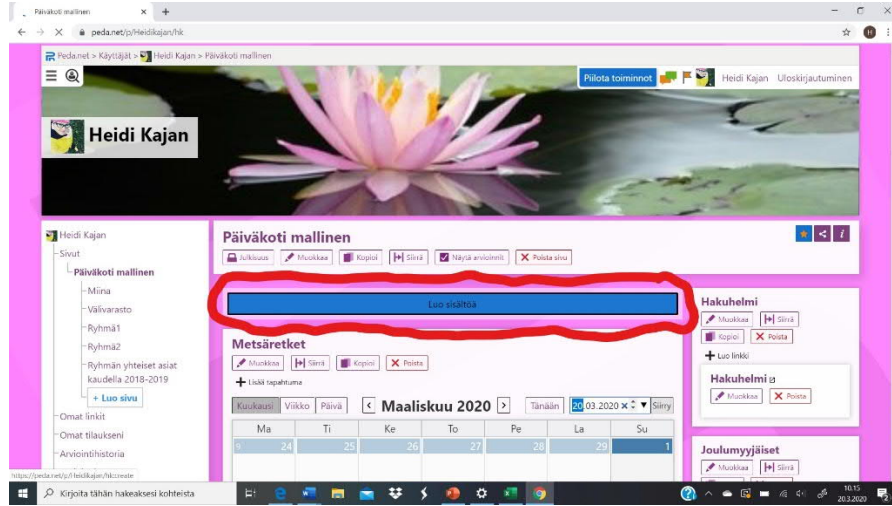 Päiväkoti mallinen
peda.net/p/Heidikajan/hk
Peda.net > Käyttäjät > Heidi Kajan > Päiväkoti mallinen
Piilota toiminnot
Heidi Kajan
Uloskirjautuminen
Heidi Kajan
Heidi Kajan
Sivut
Päiväkoti mallinen
Miina
Välivarasto
Ryhmä1
Ryhmä2
Ryhmän yhteiset asiat
kaudella 2018-2019
+ Luo sivu
Omat linkit
Omat tilaukseni
Arviointihistoria
Päiväkoti mallinen
Julkisuus Muokkaa Kopioi Siirrä Näytä arvioinnit Poista sivu
Luo sisältöä
Metsäretket
Muokkaa Siirrä Kopioi Poista
Lisää tapahtuma
Kuukausi Viikko Päivä < Maaliskuu 2020 > Tänään 20.03.2020 Siirry
Ma Ti Ke To Pe La Su
9 24 25 26 27 28 29 1
Hakuhelmi
Muokkaa Siirrä
Kopioi Poista
Luo linkki
Hakuhelmi
Muokkaa Poista
Joulumyyjäiset
Muokkaa Siirrä
https://peda.net/p/Heidikajan/hk:create
Kirjoita tähän hakeaksesi kohteista
10.15
20.3.2020